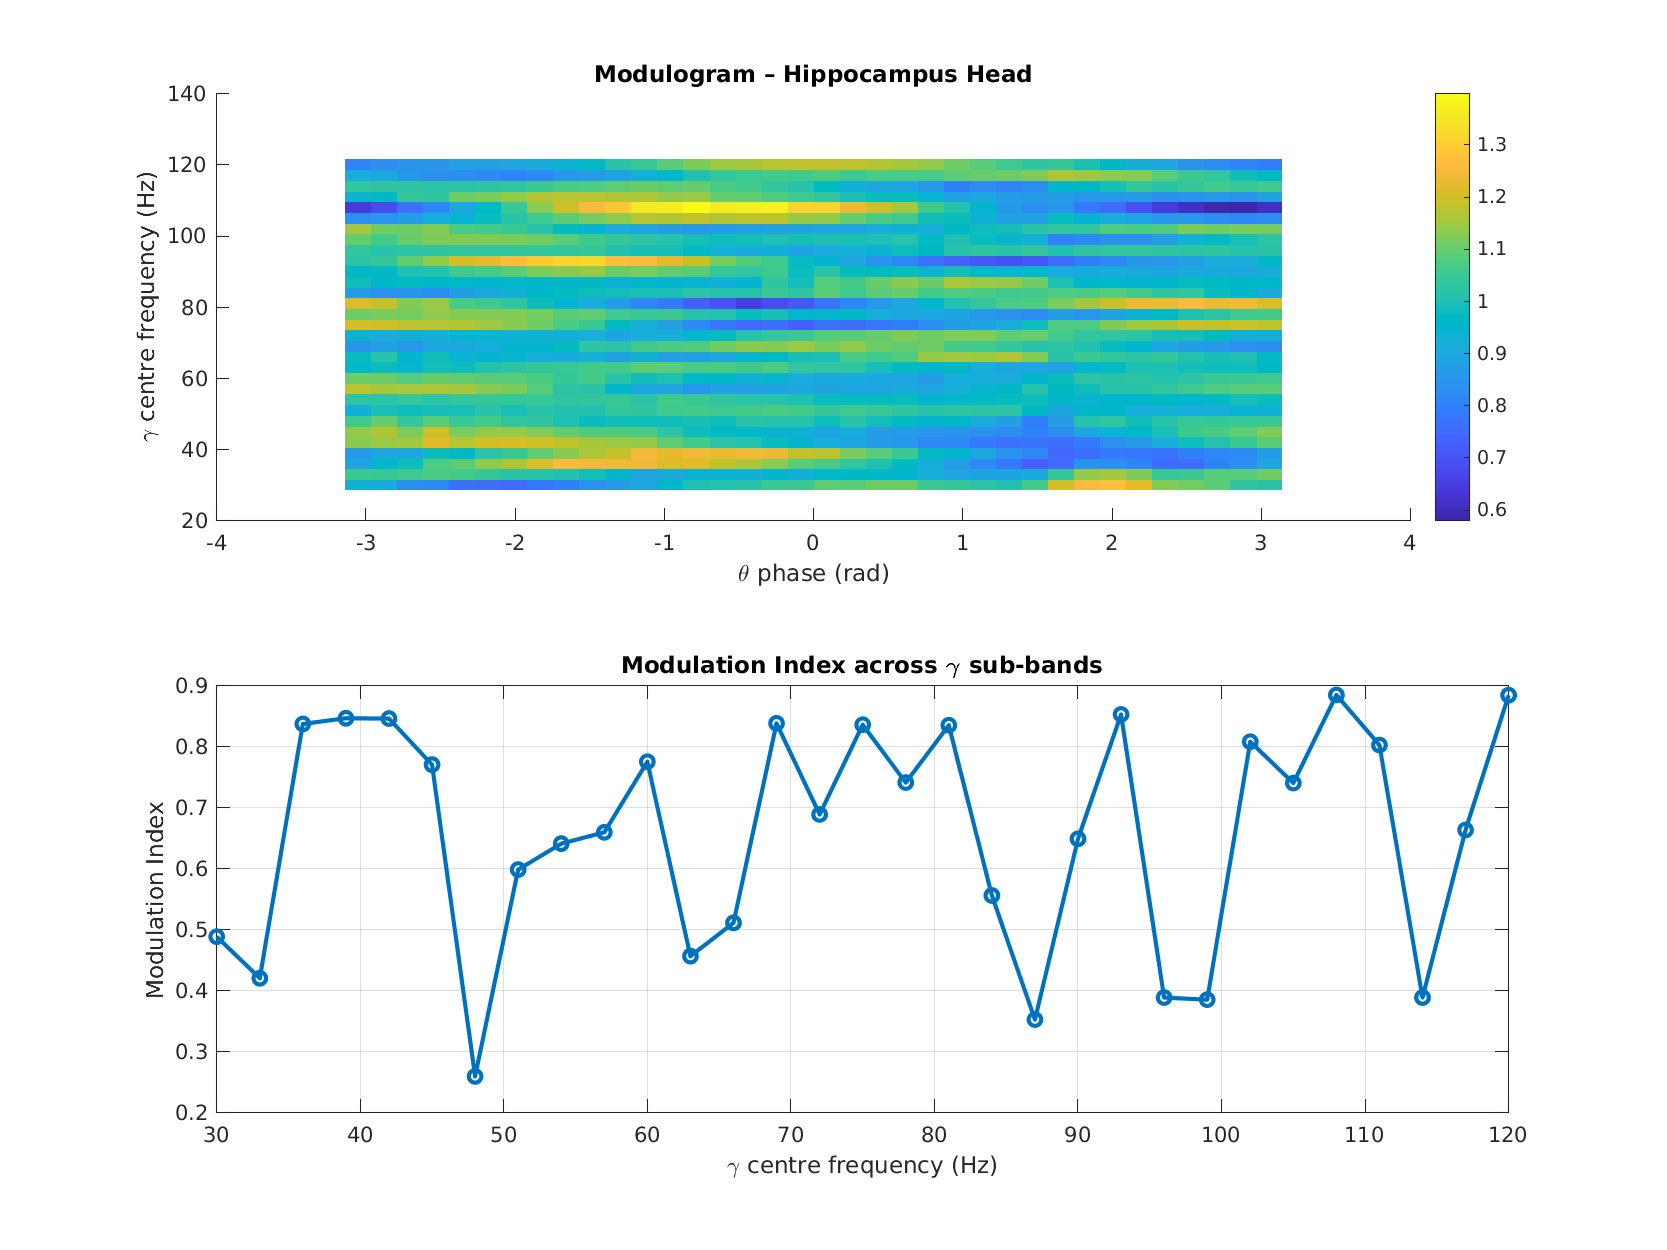 Modulogram – Hippocampus Head
140
120
100
80
60
40
20
γ centre frequency (Hz)
-4 -3 -2 -1 0 1 2 3 4
θ phase (rad)
1.3
1.2
1.1
1
0.9
0.8
0.7
0.6
Modulation Index across γ sub-bands
0.9
0.8
0.7
0.6
0.5
0.4
0.3
0.2
Modulation Index
30 40 50 60 70 80 90 100 110 120
γ centre frequency (Hz)